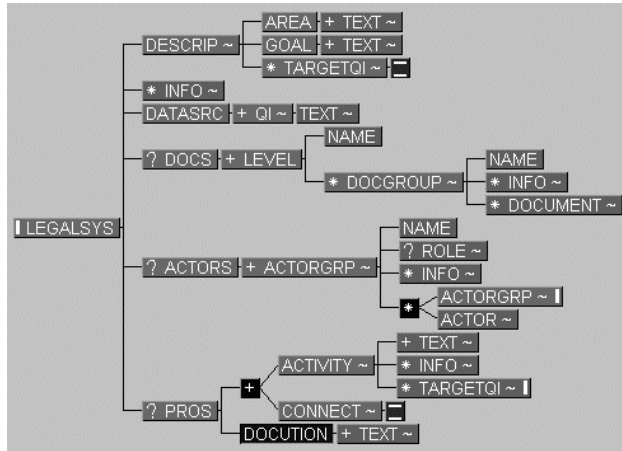 AREA + TEXT ~
DESCRIP ~ GOAL + TEXT ~
* TARGETQI ~
* INFO ~
DATASRC + QI ~ TEXT ~
NAME
? DOCS + LEVEL
NAME
* DOCGROUP ~ * INFO ~
* DOCUMENT ~
LEGALSYS
NAME
? ROLE ~
? ACTORS + ACTORGRP ~ * INFO ~
* ACTORGRP ~
ACTOR ~
+ TEXT ~
ACTIVITY ~ * INFO ~
+ * TARGETQI ~
? PROS CONNECT ~
DOCUTION + TEXT ~